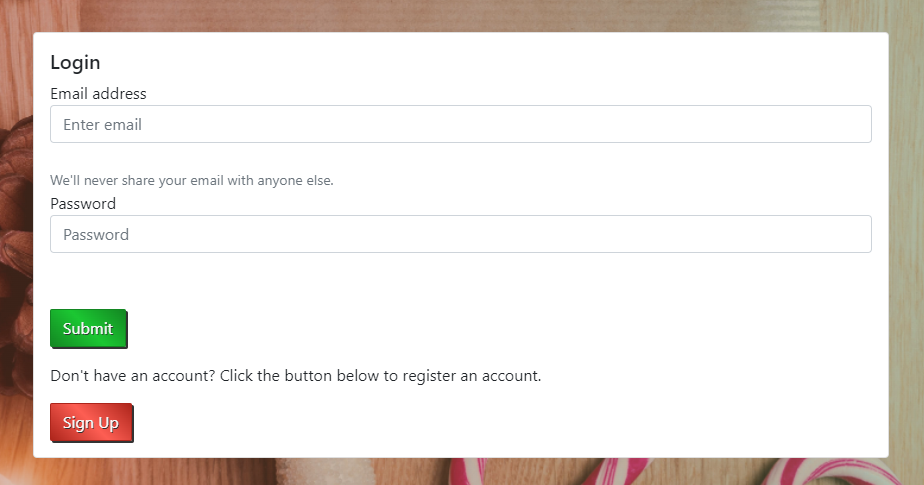 Login
Email address
Enter email
We'll never share your email with anyone else.
Password
Password
Submit
Don't have an account? Click the button below to register an account.
Sign Up